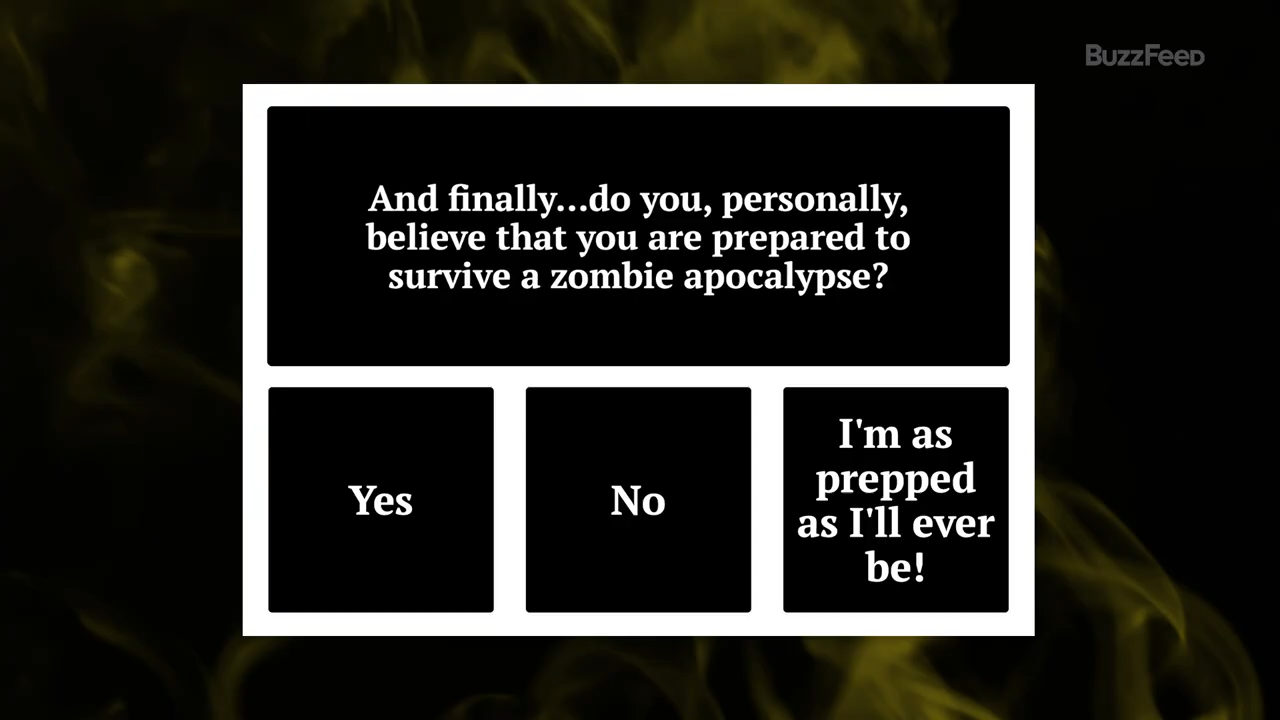 BuzzFeed
And finally...do you, personally,
believe that you are prepared to
survive a zombie apocalypse?
Yes
No
I'm as
prepped
as I'll ever
be!